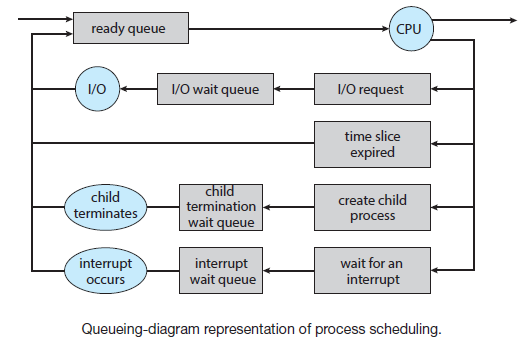 ready queue
CPU
I/O
I/O wait queue
I/O request
time slice
expired
child
terminates
child
termination
wait queue
create child
process
interrupt
occurs
interrupt
wait queue
wait for an
interrupt
Queueing-diagram representation of process scheduling.